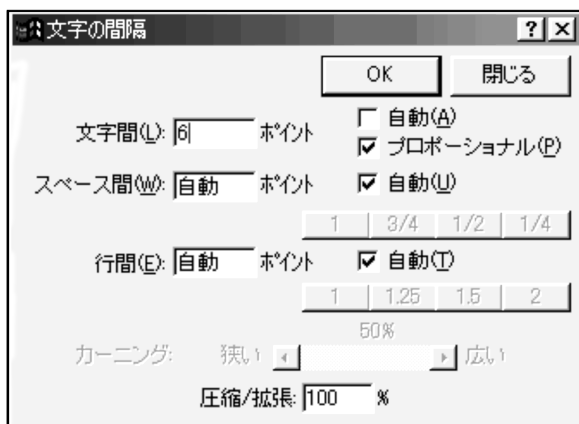 文字の間隔
OK 閉じる
文字間(L): 6 ポイント 自動(A)
プロポーショナル(P)
スペース間(W): 自動 ポイント 自動(U)
1 3/4 1/2 1/4
行間(E): 自動 ポイント 自動(T)
1 1.25 1.5 2
50%
カーニング: 狭い 広い
圧縮/拡張: 100 %